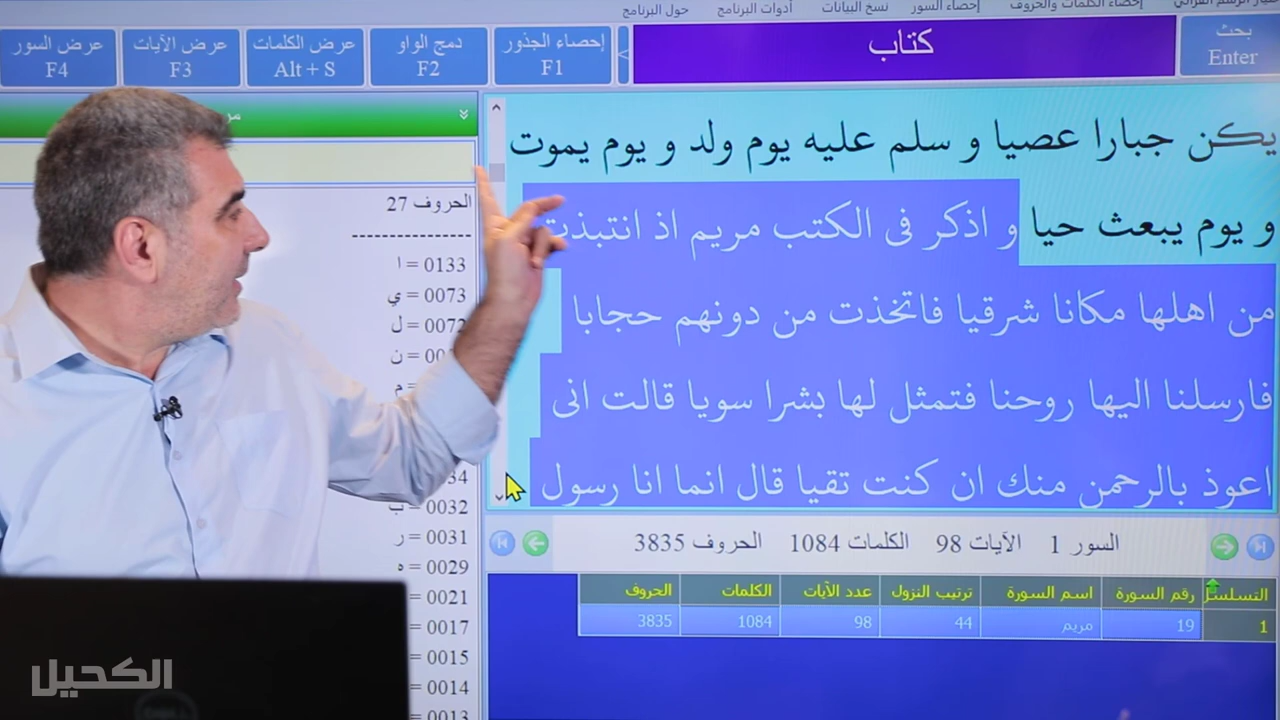 إحصاء الكلمات والحروف إحصاء السور نسخ البيانات أدوات البرنامج حول البرنامج
بحث
Enter
كتاب
إحصاء الجذور
F1
دمج الواو
F2
عرض الكلمات
Alt + S
عرض الآيات
F3
عرض السور
F4
يكن جبارا عصيا و سلم عليه يوم ولد و يوم يموت
و يوم يبعث حيا و اذكر فى الكتب مريم اذ انتبذت
من اهلها مكانا شرقيا فاتخذت من دونهم حجابا
فارسلنا اليها روحنا فتمثل لها بشرا سويا قالت انى
اعوذ بالرحمن منك ان كنت تقيا قال انما انا رسول
السور 1 الآيات 98 الكلمات 1084 الحروف 3835
التسلسل رقم السورة اسم السورة ترتيب النزول عدد الآيات الكلمات الحروف
1 19 مريم 44 98 1084 3835
الحروف 27
---------------
0133 = ا
0073 = ي
0072 = ل
= ن
= م
34
0032 = ب
0031 = ر
0029 = ه
0021 =
0017 =
0015 =
0014 =
0013 =
الكحيل